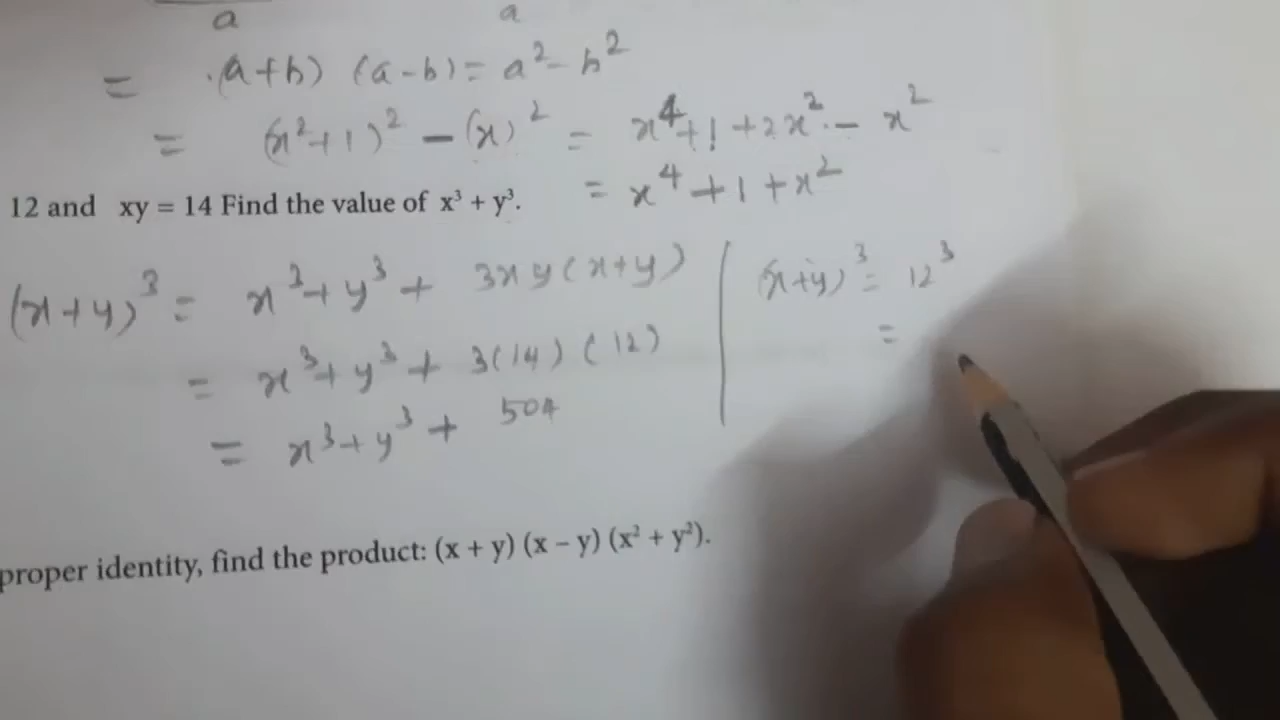 a a
= (a+b) (a-b) = a² - b²
= (x²+1)² - (x)² = x⁴+1+2x² - x²
= x⁴+1+x²
12 and xy = 14 Find the value of x³ + y³.
(x+y)³ = x³+y³+ 3xy(x+y)
= x³+y³+ 3(14)(12)
= x³+y³+ 504
(x+y)³ = 12³
=
proper identity, find the product: (x + y) (x – y) (x² + y²).